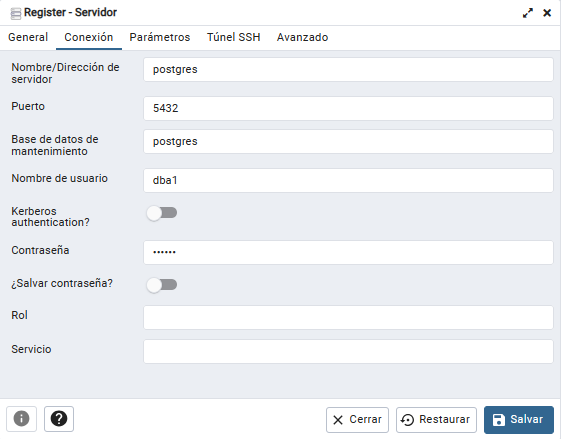 Register - Servidor
General Conexión Parámetros Túnel SSH Avanzado
Nombre/Dirección de
servidor
postgres
Puerto
5432
Base de datos de
mantenimiento
postgres
Nombre de usuario
dba1
Kerberos
authentication?
Contraseña
••••••
¿Salvar contraseña?
Rol
Servicio
Cerrar Restaurar Salvar